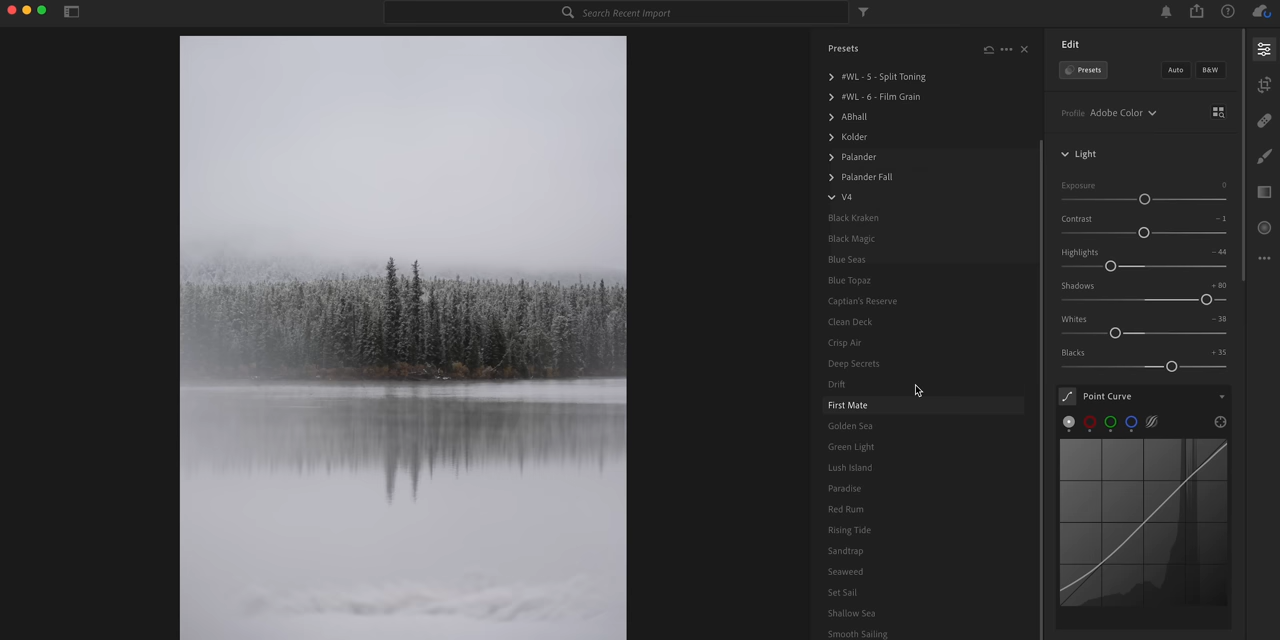 Search Recent Import
Presets
#WL - 5 - Split Toning
#WL - 6 - Film Grain
ABhall
Kolder
Palander
Palander Fall
V4
Black Kraken
Black Magic
Blue Seas
Blue Topaz
Captian's Reserve
Clean Deck
Crisp Air
Deep Secrets
Drift
First Mate
Golden Sea
Green Light
Lush Island
Paradise
Red Rum
Rising Tide
Sandtrap
Seaweed
Set Sail
Shallow Sea
Smooth Sailing
Edit
Presets Auto B&W
Profile Adobe Color
Light
Exposure 0
Contrast − 1
Highlights − 44
Shadows + 80
Whites − 38
Blacks + 35
Point Curve